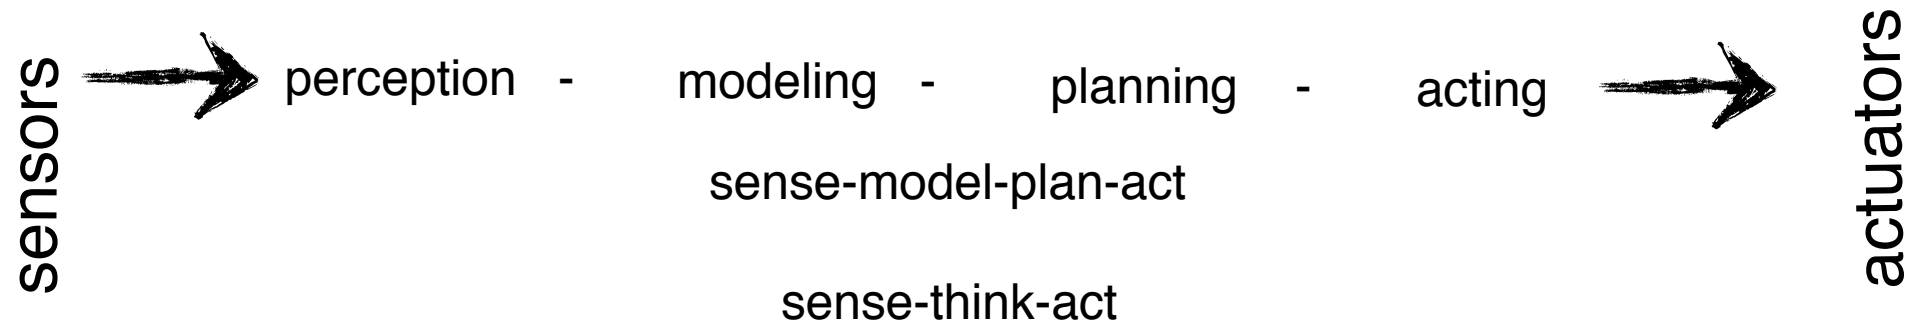 sensors
perception - modeling - planning - acting
sense-model-plan-act
sense-think-act
actuators